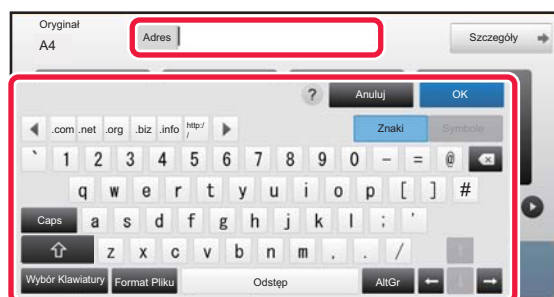 Oryginał
A4
Adres
Szczegóły
? Anuluj OK
.com .net .org .biz .info http:/
/
Znaki Symbole
` 1 2 3 4 5 6 7 8 9 0 - = @
q w e r t y u i o p [ ] #
Caps a s d f g h j k l ; '
z x c v b n m , . /
Wybór Klawiatury Format Pliku Odstęp AltGr